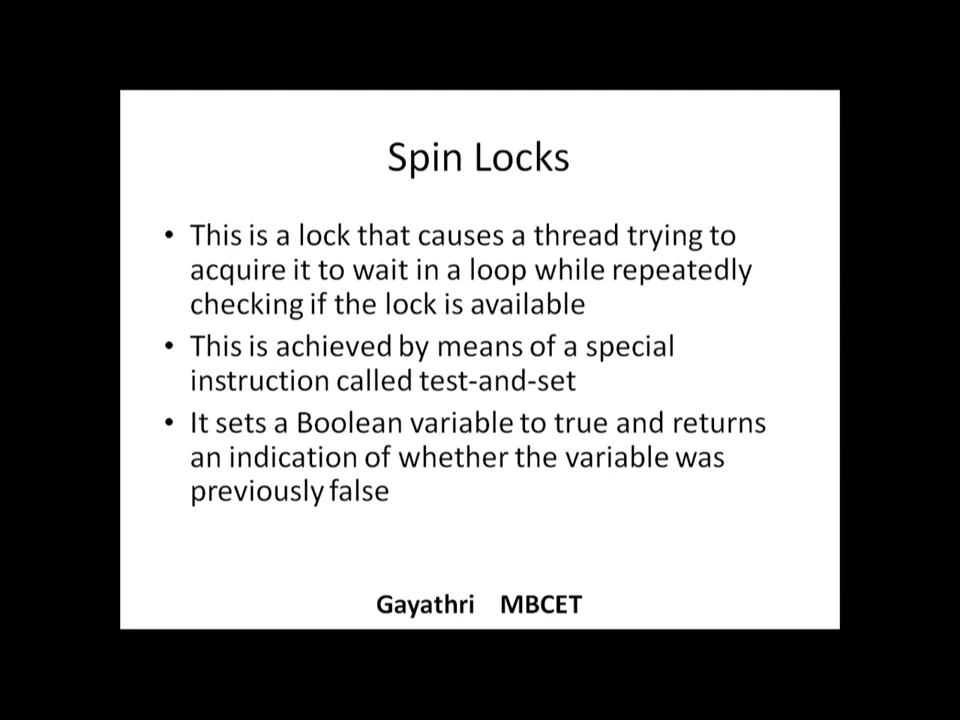 Spin Locks
• This is a lock that causes a thread trying to
acquire it to wait in a loop while repeatedly
checking if the lock is available
• This is achieved by means of a special
instruction called test-and-set
• It sets a Boolean variable to true and returns
an indication of whether the variable was
previously false
Gayathri MBCET